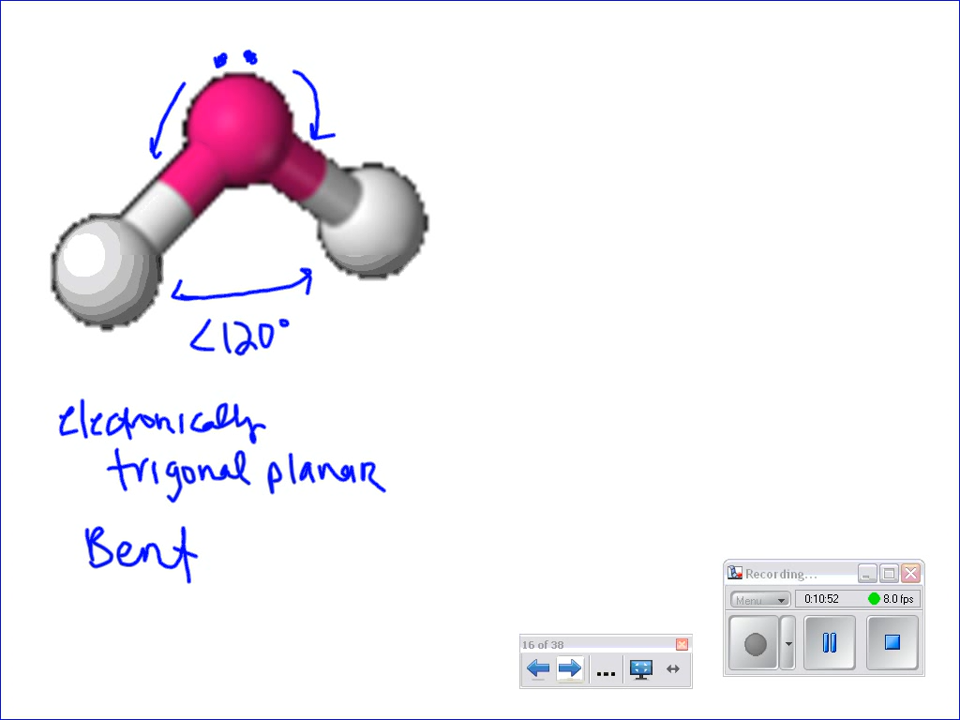 <120°
Electronically
trigonal planar
Bent
Recording...
Menu
0:10:52
8.0 fps
16 of 38
...